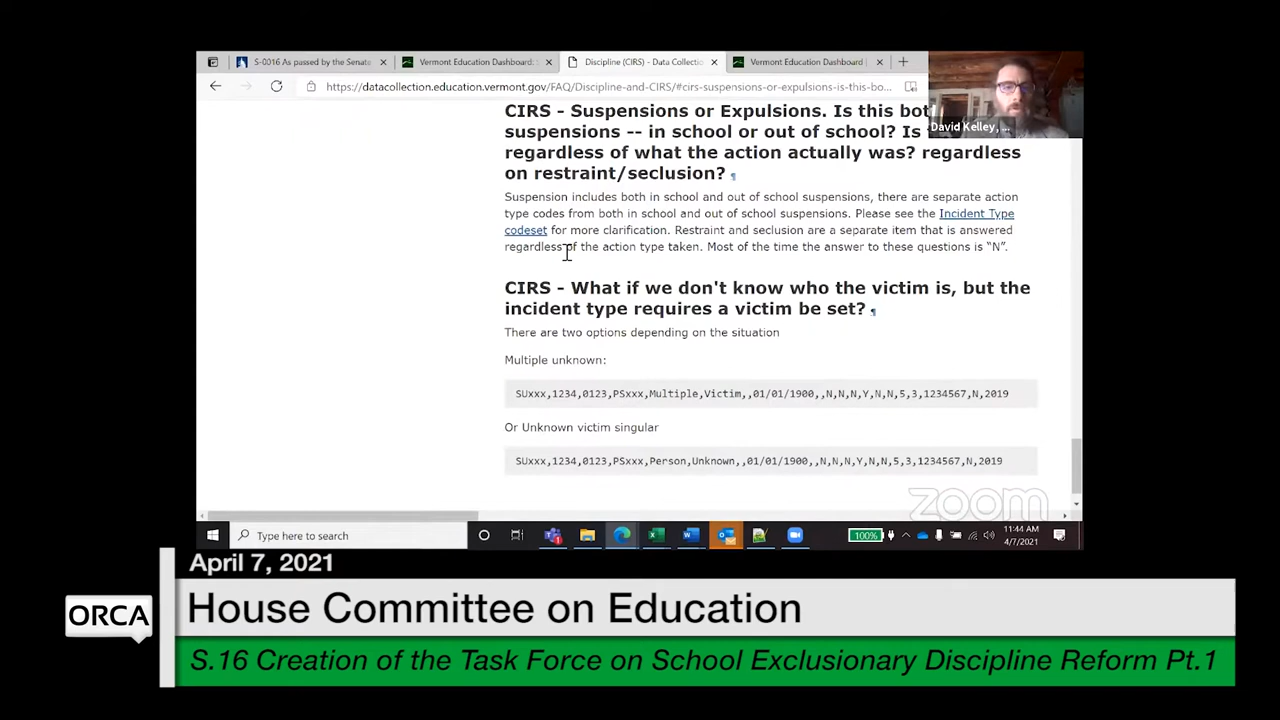 S-0016 As passed by the Senate
Vermont Education Dashboard:
Discipline (CIRS) - Data Collectio
Vermont Education Dashboard
https://datacollection.education.vermont.gov/FAQ/Discipline-and-CIRS/#cirs-suspensions-or-expulsions-is-this-bo...
David Kelley, ...
CIRS - Suspensions or Expulsions. Is this bot
suspensions -- in school or out of school? Is
regardless of what the action actually was? regardless
on restraint/seclusion? ¶
Suspension includes both in school and out of school suspensions, there are separate action
type codes from both in school and out of school suspensions. Please see the Incident Type
codeset for more clarification. Restraint and seclusion are a separate item that is answered
regardless of the action type taken. Most of the time the answer to these questions is “N”.
CIRS - What if we don't know who the victim is, but the
incident type requires a victim be set? ¶
There are two options depending on the situation
Multiple unknown:
SUxxx,1234,0123,PSxxx,Multiple,Victim,,01/01/1900,,N,N,N,Y,N,N,5,3,1234567,N,2019
Or Unknown victim singular
SUxxx,1234,0123,PSxxx,Person,Unknown,,01/01/1900,,N,N,N,Y,N,N,5,3,1234567,N,2019
zoom
Type here to search
100%
11:44 AM
4/7/2021
April 7, 2021
ORCA
House Committee on Education
S.16 Creation of the Task Force on School Exclusionary Discipline Reform Pt.1